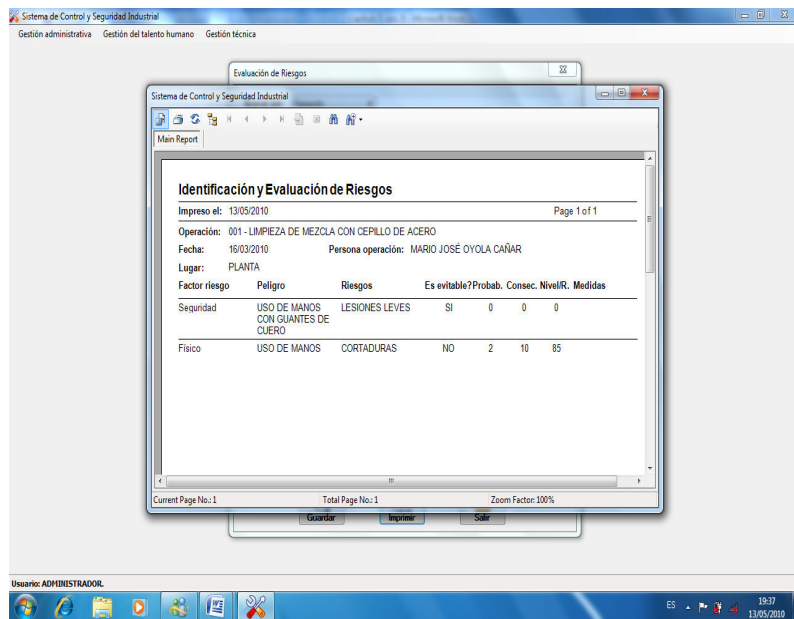 Sistema de Control y Seguridad Industrial
Gestión administrativa Gestión del talento humano Gestión técnica
Evaluación de Riesgos
Sistema de Control y Seguridad Industrial
Main Report
Identificación y Evaluación de Riesgos
Impreso el: 13/05/2010 Page 1 of 1
Operación: 001 - LIMPIEZA DE MEZCLA CON CEPILLO DE ACERO
Fecha: 16/03/2010 Persona operación: MARIO JOSÉ OYOLA CAÑAR
Lugar: PLANTA
Factor riesgo Peligro Riesgos Es evitable? Probab. Consec. Nivel/R. Medidas
Seguridad USO DE MANOS LESIONES LEVES SI 0 0 0
CON GUANTES DE
CUERO
Físico USO DE MANOS CORTADURAS NO 2 10 85
Current Page No.: 1 Total Page No.: 1 Zoom Factor: 100%
Guardar Imprimir Salir
Usuario: ADMINISTRADOR.
ES 19:37
13/05/2010